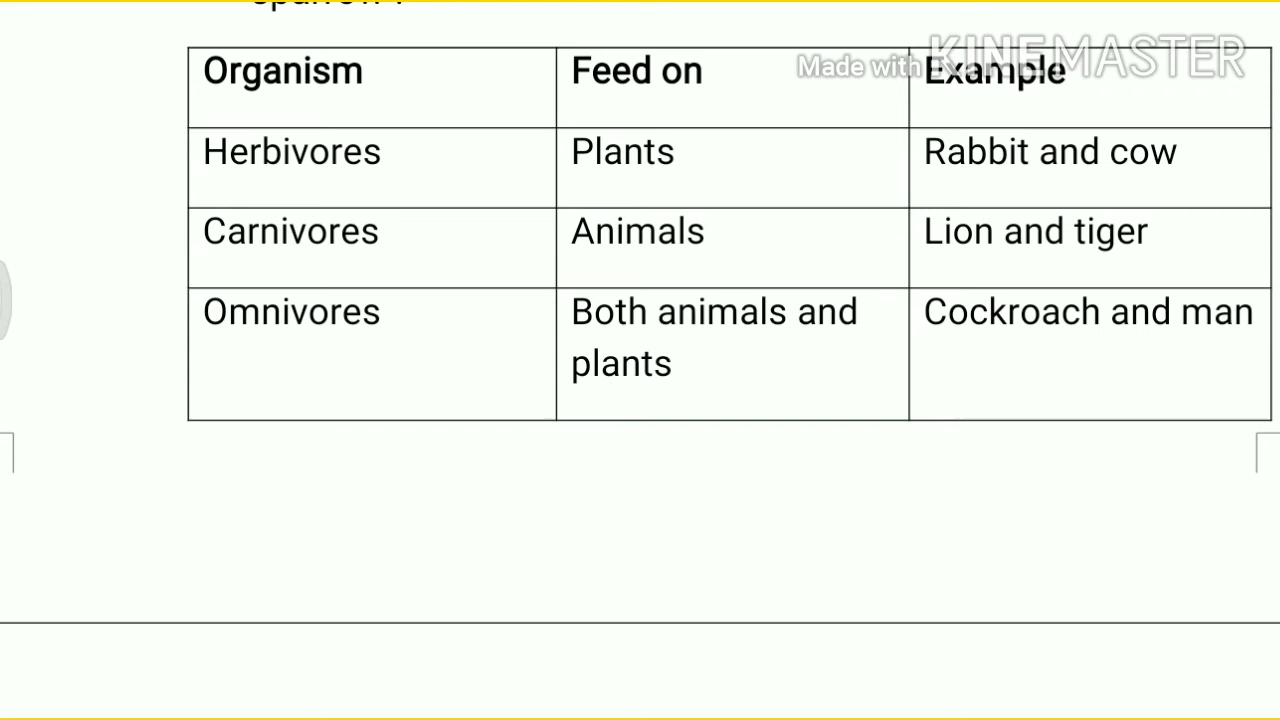 Organism Feed on Example
Herbivores Plants Rabbit and cow
Carnivores Animals Lion and tiger
Omnivores Both animals and Cockroach and man
plants
Made with KINEMASTER